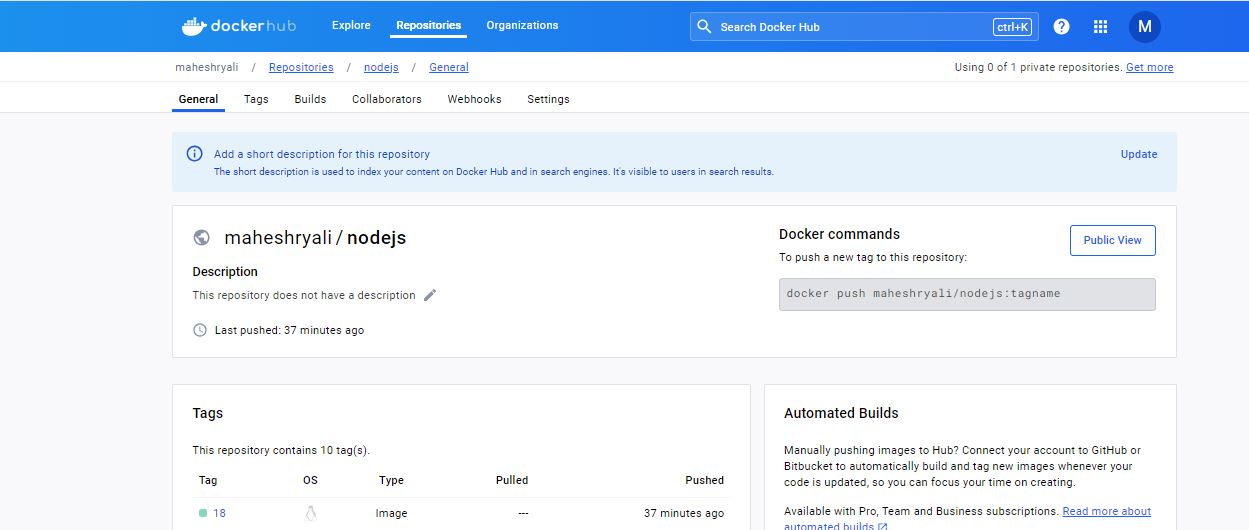 dockerhub Explore Repositories Organizations Search Docker Hub ctrl+K ? M
maheshryali / Repositories / nodejs / General Using 0 of 1 private repositories. Get more
General Tags Builds Collaborators Webhooks Settings
Add a short description for this repository Update
The short description is used to index your content on Docker Hub and in search engines. It's visible to users in search results.
maheshryali / nodejs
Description
This repository does not have a description
Last pushed: 37 minutes ago
Docker commands
Public View
To push a new tag to this repository:
docker push maheshryali/nodejs:tagname
Tags
This repository contains 10 tag(s).
Tag OS Type Pulled Pushed
18 Image --- 37 minutes ago
Automated Builds
Manually pushing images to Hub? Connect your account to GitHub or
Bitbucket to automatically build and tag new images whenever your
code is updated, so you can focus your time on creating.
Available with Pro, Team and Business subscriptions. Read more about
automated builds